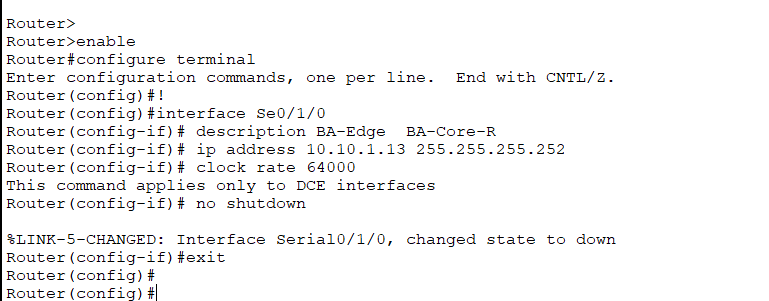 Router>
Router>enable
Router#configure terminal
Enter configuration commands, one per line.  End with CNTL/Z.
Router(config)#!
Router(config)#interface Se0/1/0
Router(config-if)# description BA-Edge  BA-Core-R
Router(config-if)# ip address 10.10.1.13 255.255.255.252
Router(config-if)# clock rate 64000
This command applies only to DCE interfaces
Router(config-if)# no shutdown
%LINK-5-CHANGED: Interface Serial0/1/0, changed state to down
Router(config-if)#exit
Router(config)#
Router(config)#